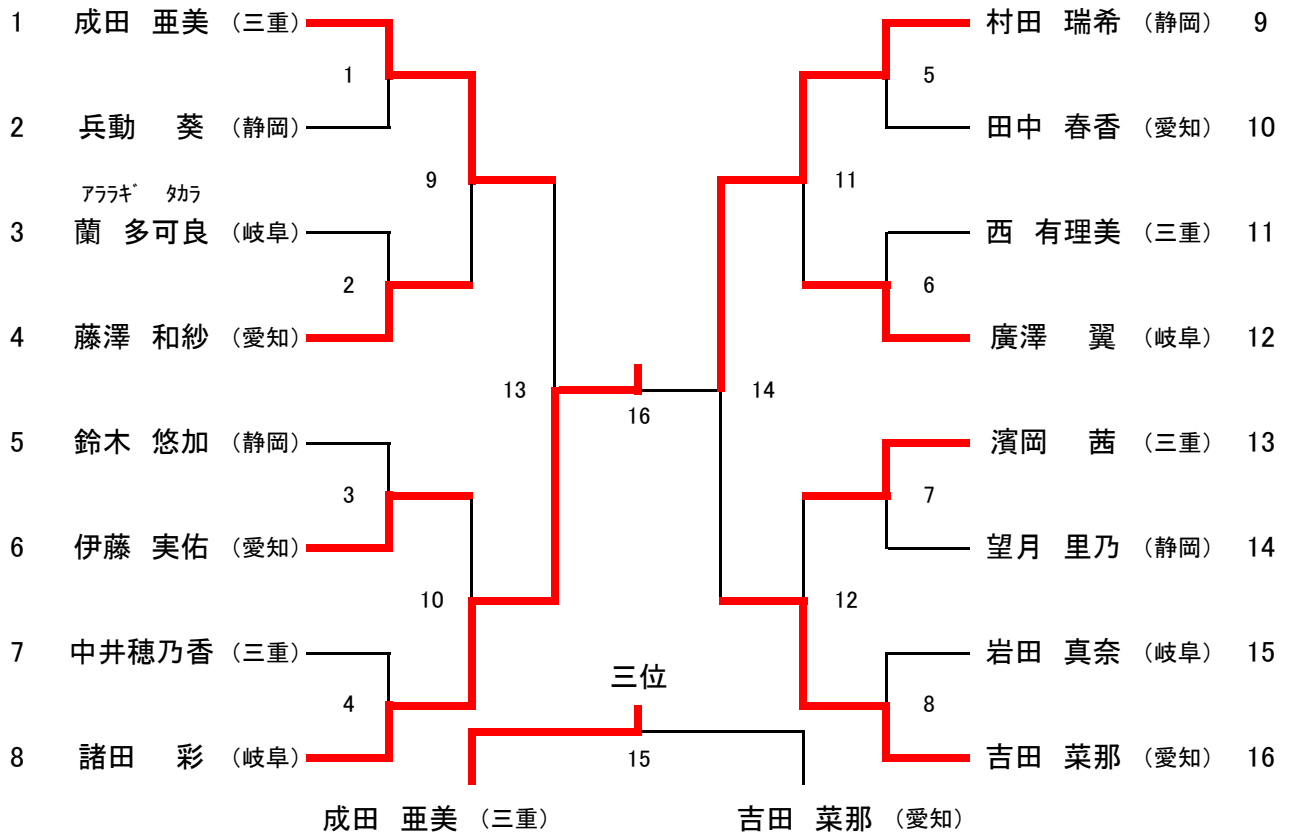 1 成田 亜美 (三重) 村田 瑞希 (静岡) 9
1 5
2 兵動 葵 (静岡) 田中 春香 (愛知) 10
9 11
アララギ タカラ
3 蘭 多可良 (岐阜) 西 有理美 (三重) 11
2 6
4 藤澤 和紗 (愛知) 廣澤 翼 (岐阜) 12
13 16 14
5 鈴木 悠加 (静岡) 濱岡 茜 (三重) 13
3 7
6 伊藤 実佑 (愛知) 望月 里乃 (静岡) 14
10 12
7 中井穂乃香 (三重) 岩田 真奈 (岐阜) 15
三位
4 8
8 諸田 彩 (岐阜) 15 吉田 菜那 (愛知) 16
成田 亜美 (三重) 吉田 菜那 (愛知)